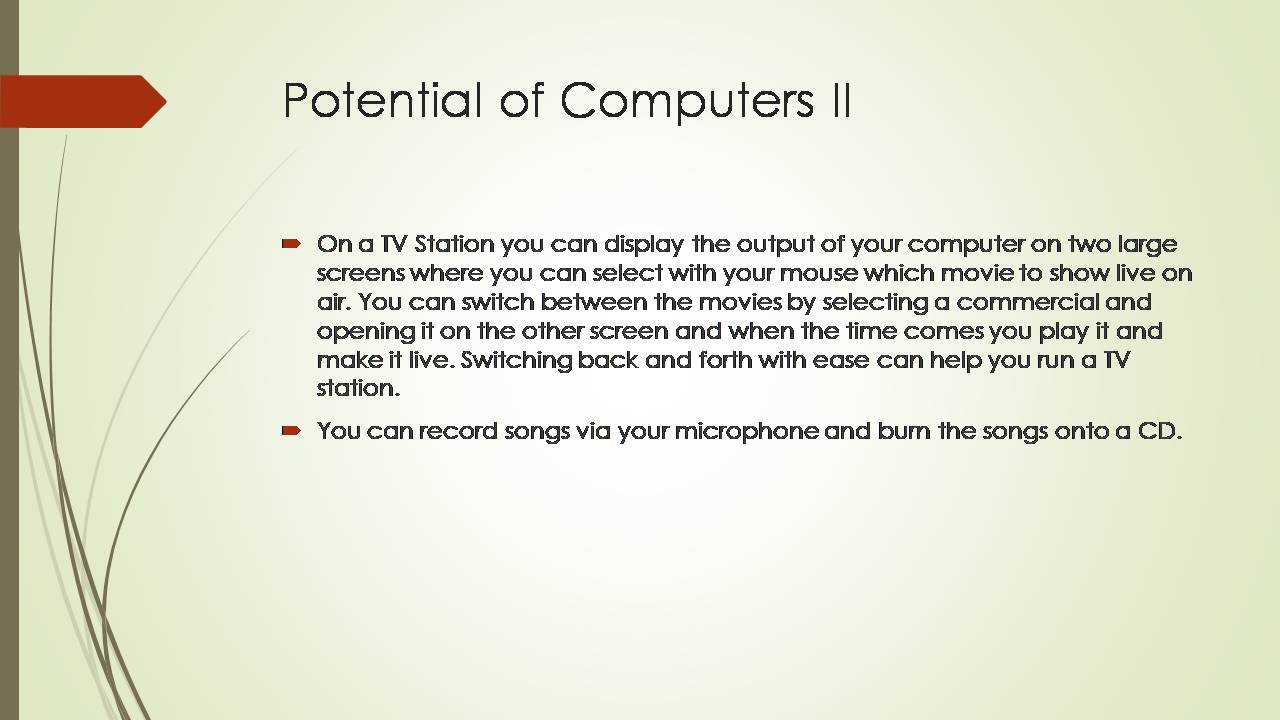 Potential of Computers II
On a TV Station you can display the output of your computer on two large
screens where you can select with your mouse which movie to show live on
air. You can switch between the movies by selecting a commercial and
opening it on the other screen and when the time comes you play it and
make it live. Switching back and forth with ease can help you run a TV
station.
You can record songs via your microphone and burn the songs onto a CD.